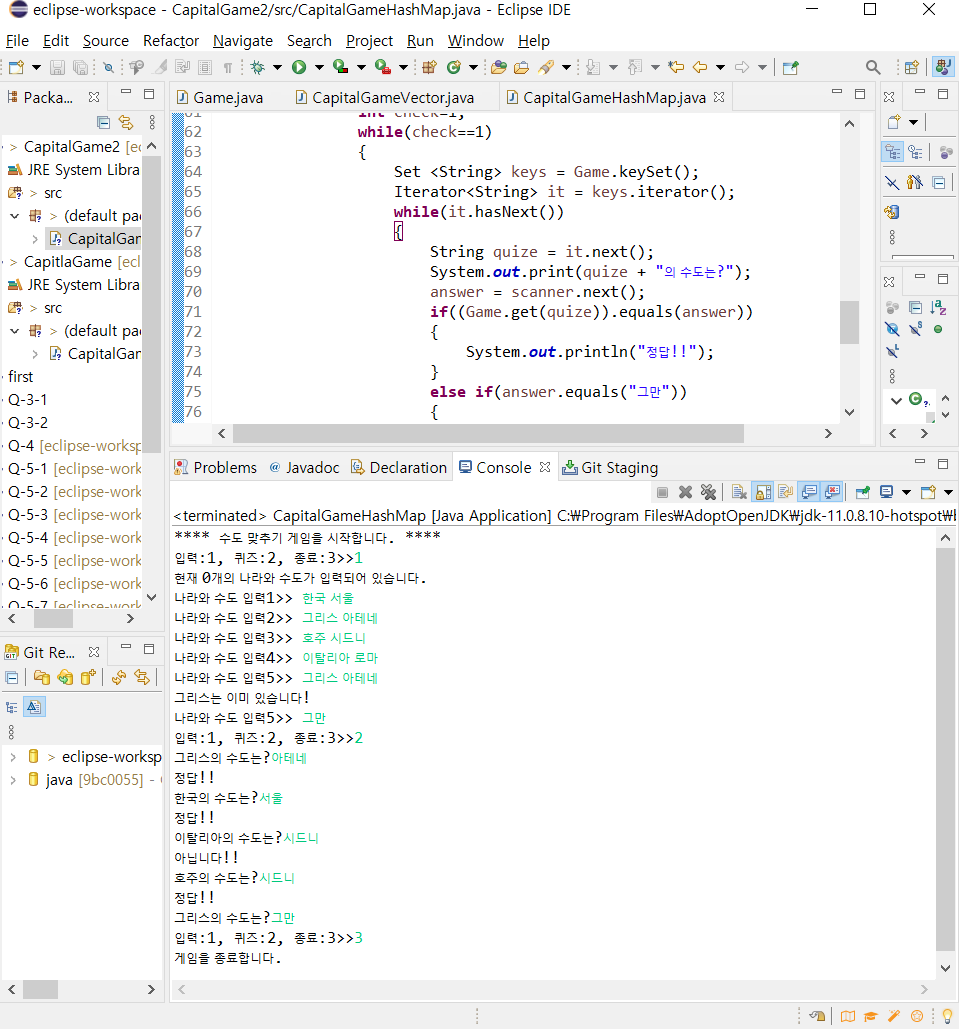 eclipse-workspace - CapitalGame2/src/CapitalGameHashMap.java - Eclipse IDE
File Edit Source Refactor Navigate Search Project Run Window Help
Packa...
> CapitalGame2 [ec
JRE System Libra
> src
> (default pac
CapitalGam
> CapitlaGame [ecl
JRE System Libra
> src
> (default pac
CapitalGam
first
Q-3-1
Q-3-2
Q-4 [eclipse-worksp
Q-5-1 [eclipse-work
Q-5-2 [eclipse-work
Q-5-3 [eclipse-work
Q-5-4 [eclipse-work
Q-5-5 [eclipse-work
Q-5-6 [eclipse-work
Q-5-7 [eclipse-work
Git Re...
> eclipse-worksp
java [9bc0055] -
Game.java CapitalGameVector.java CapitalGameHashMap.java
61 int check=1;
62 while(check==1)
63 {
64 Set <String> keys = Game.keySet();
65 Iterator<String> it = keys.iterator();
66 while(it.hasNext())
67 {
68 String quize = it.next();
69 System.out.print(quize + "의 수도는?");
70 answer = scanner.next();
71 if((Game.get(quize)).equals(answer))
72 {
73 System.out.println("정답!!");
74 }
75 else if(answer.equals("그만"))
76 {
Problems @ Javadoc Declaration Console Git Staging
<terminated> CapitalGameHashMap [Java Application] C:₩Program Files₩AdoptOpenJDK₩jdk-11.0.8.10-hotspot₩
**** 수도 맞추기 게임을 시작합니다. ****
입력:1, 퀴즈:2, 종료:3>>1
현재 0개의 나라와 수도가 입력되어 있습니다.
나라와 수도 입력1>> 한국 서울
나라와 수도 입력2>> 그리스 아테네
나라와 수도 입력3>> 호주 시드니
나라와 수도 입력4>> 이탈리아 로마
나라와 수도 입력5>> 그리스 아테네
그리스는 이미 있습니다!
나라와 수도 입력5>> 그만
입력:1, 퀴즈:2, 종료:3>>2
그리스의 수도는?아테네
정답!!
한국의 수도는?서울
정답!!
이탈리아의 수도는?시드니
아닙니다!!
호주의 수도는?시드니
정답!!
그리스의 수도는?그만
입력:1, 퀴즈:2, 종료:3>>3
게임을 종료합니다.